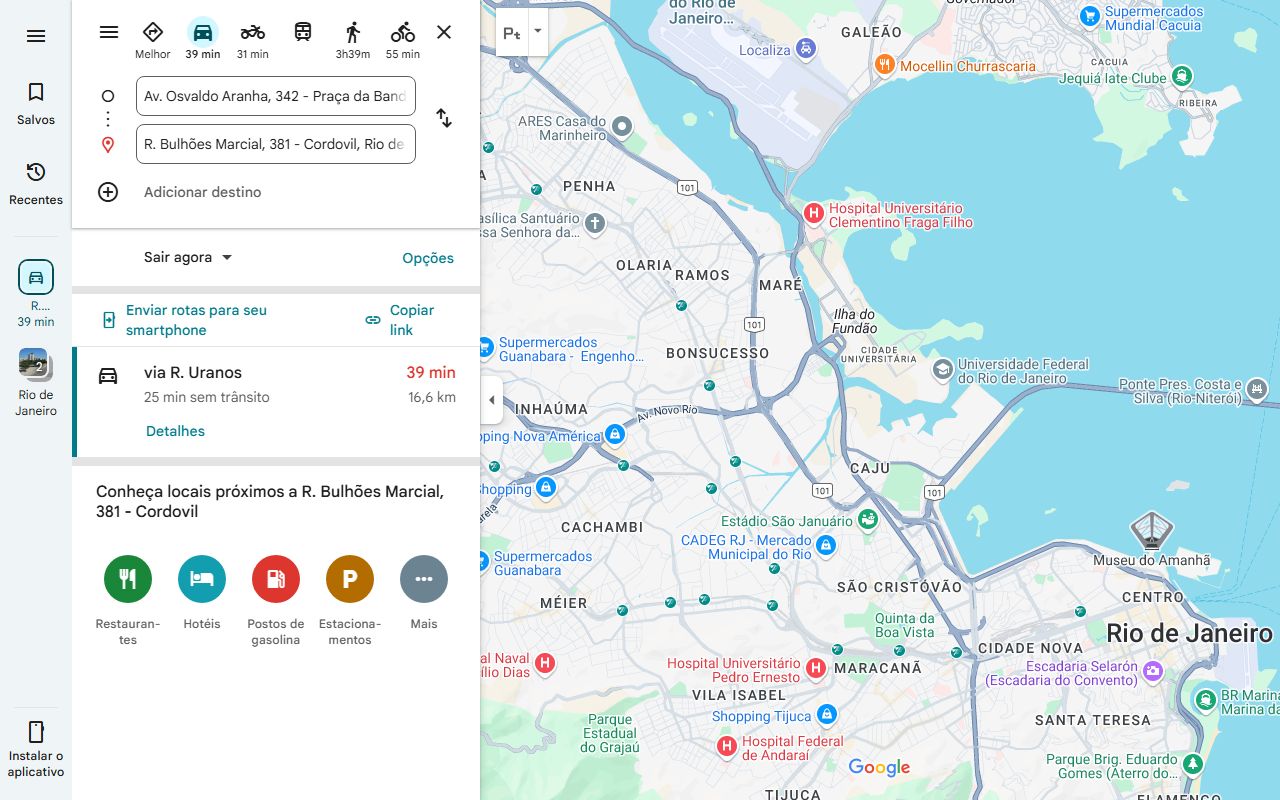 Salvos
Recentes
R....
39 min
2
Rio de
Janeiro
Instalar o
aplicativo
Melhor
39 min
31 min
3h39m
55 min
Av. Osvaldo Aranha, 342 - Praça da Band
R. Bulhões Marcial, 381 - Cordovil, Rio de
Adicionar destino
Sair agora
Opções
Enviar rotas para seu
smartphone
Copiar
link
via R. Uranos
39 min
25 min sem trânsito
16,6 km
Detalhes
Conheça locais próximos a R. Bulhões Marcial,
381 - Cordovil
P
Restauran-
tes
Hotéis
Postos de
gasolina
Estaciona-
mentos
Mais
do Rio de
Janeiro...
GALEÃO
Governador
Supermercados
Mundial Cacuia
Localiza
Mocellin Churrascaria
CACUIA
Jequiá Iate Clube
RIBEIRA
ARES Casa do
Marinheiro
PENHA
101
asílica Santuário
ssa Senhora da...
Hospital Universitário
Clementino Fraga Filho
OLARIA
RAMOS
MARÉ
101
Ilha do
Fundão
Supermercados
Guanabara - Engenho...
BONSUCESSO
CIDADE
UNIVERSITÁRIA
Universidade Federal
do Rio de Janeiro
Ponte Pres. Costa e
Silva (Rio-Niterói)
INHAÚMA
Av. Novo Rio
pping Nova América
CAJU
Shopping
101
101
CACHAMBI
Estádio São Januário
CADEG RJ - Mercado
Municipal do Rio
Museu do Amanhã
Supermercados
Guanabara
SÃO CRISTÓVÃO
CENTRO
MÉIER
Quinta da
Boa Vista
Rio de Janeiro
CIDADE NOVA
al Naval
ílio Dias
Hospital Universitário
Pedro Ernesto
MARACANÃ
Escadaria Selarón
(Escadaria do Convento)
VILA ISABEL
BR Marina
Marina da
Parque
Estadual
do Grajaú
Shopping Tijuca
SANTA TERESA
Hospital Federal
de Andaraí
Google
Parque Brig. Eduardo
Gomes (Aterro do...
TIJUCA
FLAMENGO